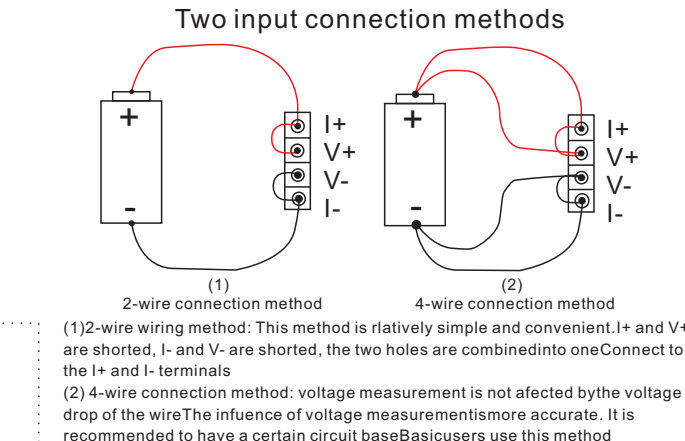 Two input connection methods
+
-
I+
V+
V-
I-
+
-
I+
V+
V-
I-
(1)
2-wire connection method
(2)
4-wire connection method
(1)2-wire wiring method: This method is rlatively simple and convenient.I+ and V+
are shorted, I- and V- are shorted, the two holes are combinedinto oneConnect to
the I+ and I- terminals
(2) 4-wire connection method: voltage measurement is not afected bythe voltage
drop of the wireThe infuence of voltage measurementismore accurate. It is
recommended to have a certain circuit baseBasicusers use this method